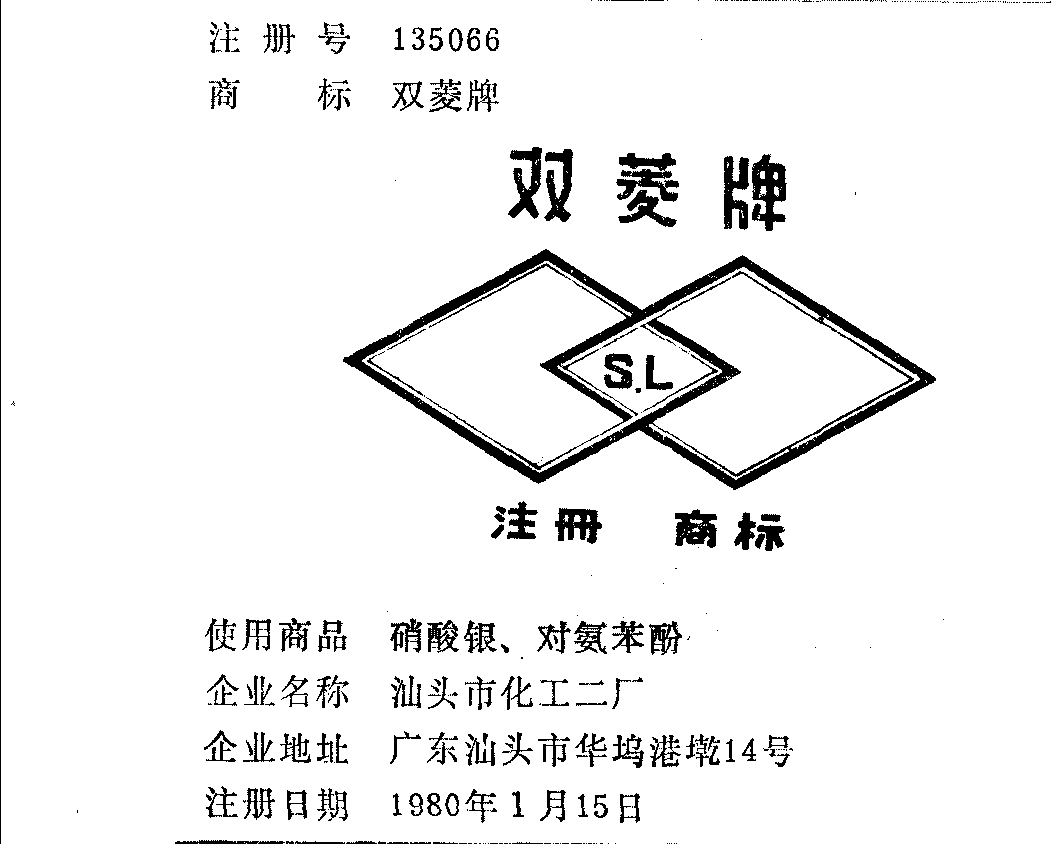 注册号 135066
商标 双菱牌
双菱牌
S.L
注册 商标
使用商品 硝酸银、对氨苯酚
企业名称 汕头市化工二厂
企业地址 广东汕头市华坞港墘14号
注册日期 1980年1月15日